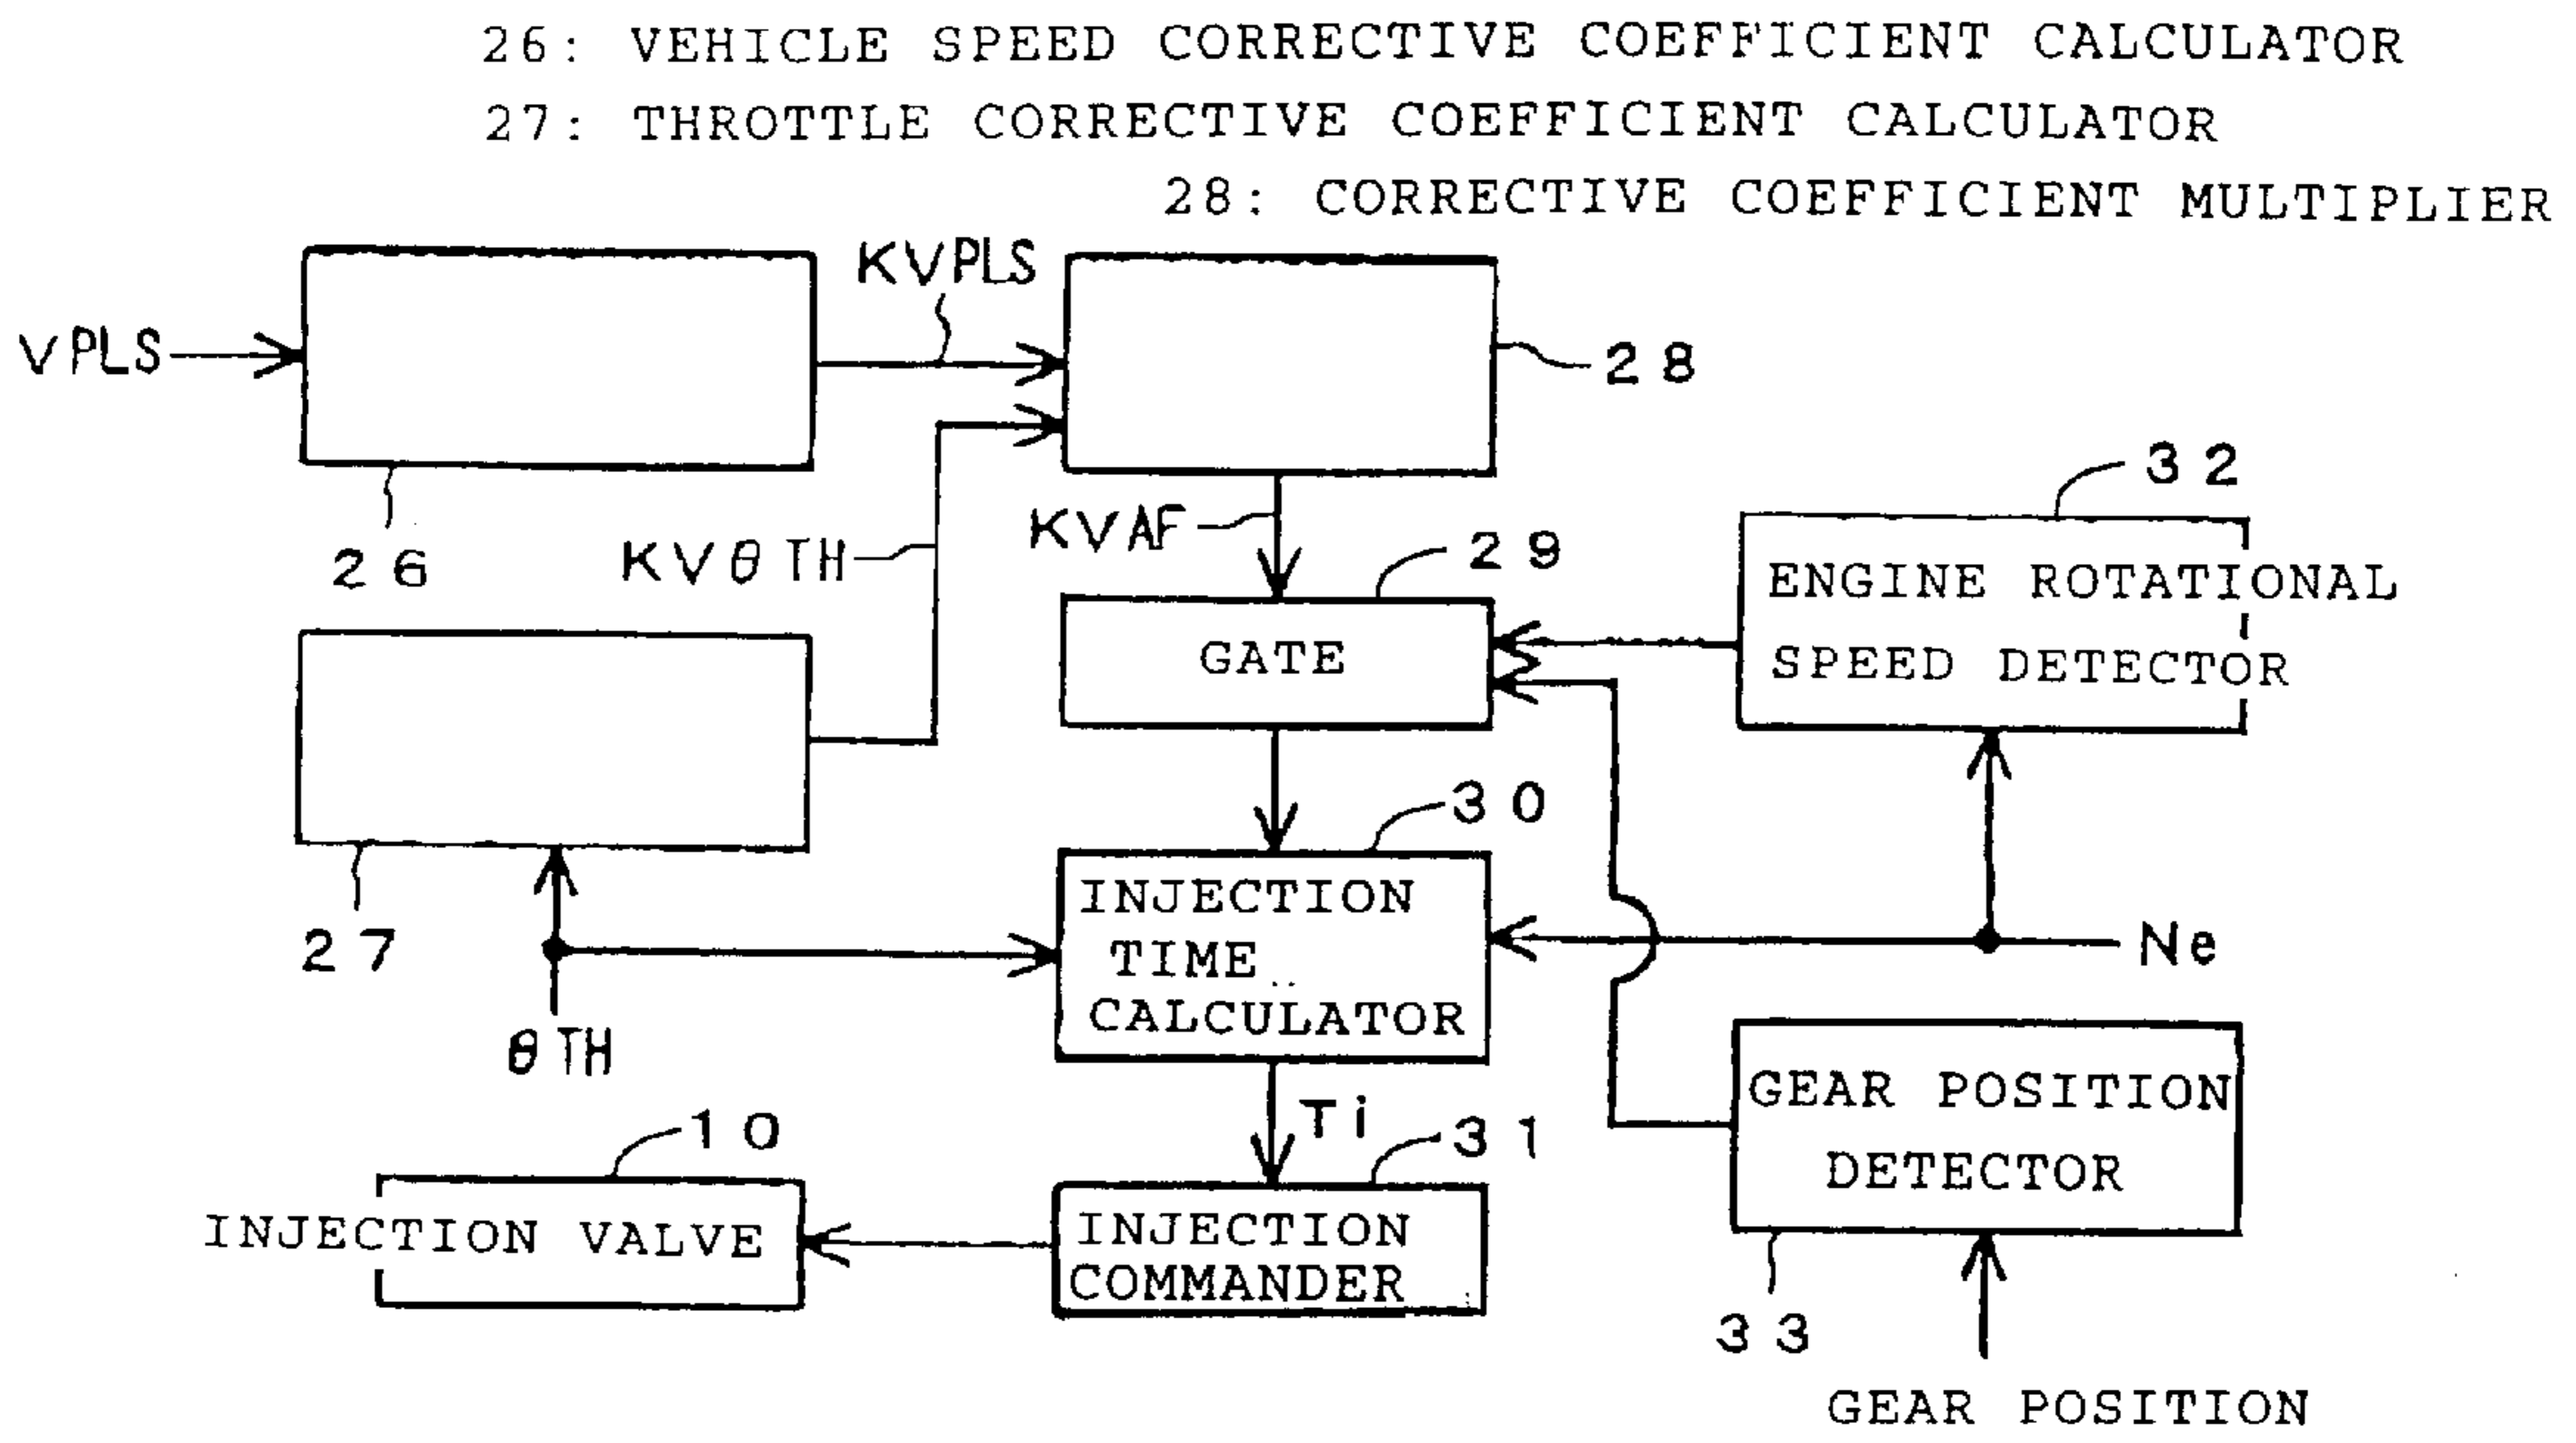 26: VEHICLE SPEED CORRECTIVE COEFFICIENT CALCULATOR
27: THROTTLE CORRECTIVE COEFFICIENT CALCULATOR
28: CORRECTIVE COEFFICIENT MULTIPLIER
KVPLS
VPLS
28
32
KVAF
29
26
KVθTH
ENGINE ROTATIONAL
SPEED DETECTOR
GATE
30
INJECTION
TIME
CALCULATOR
27
Ne
θTH
GEAR POSITION
DETECTOR
Ti
10
31
INJECTION VALVE
INJECTION
COMMANDER
33
GEAR POSITION